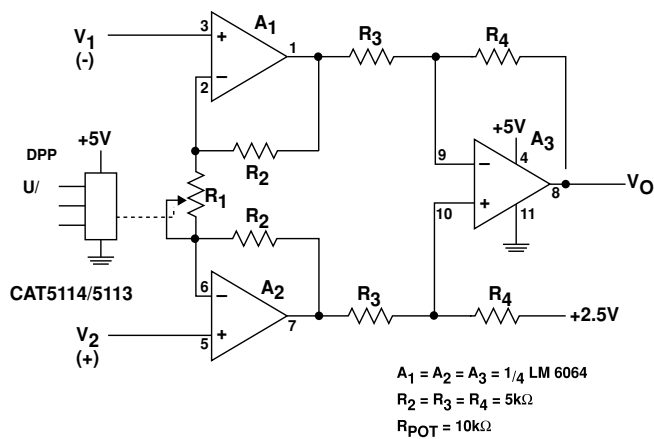 A1
V1
(-)
3
+
1
R3
R4
2
−
+5V
A3
DPP
+5V
R2
9
−
4
U/
R1
8
VO
R2
10
+
11
CAT5114/5113
6
−
A2
7
R3
R4
+2.5V
V2
(+)
5
+
A1 = A2 = A3 = 1/4 LM 6064
R2 = R3 = R4 = 5kΩ
RPOT = 10kΩ